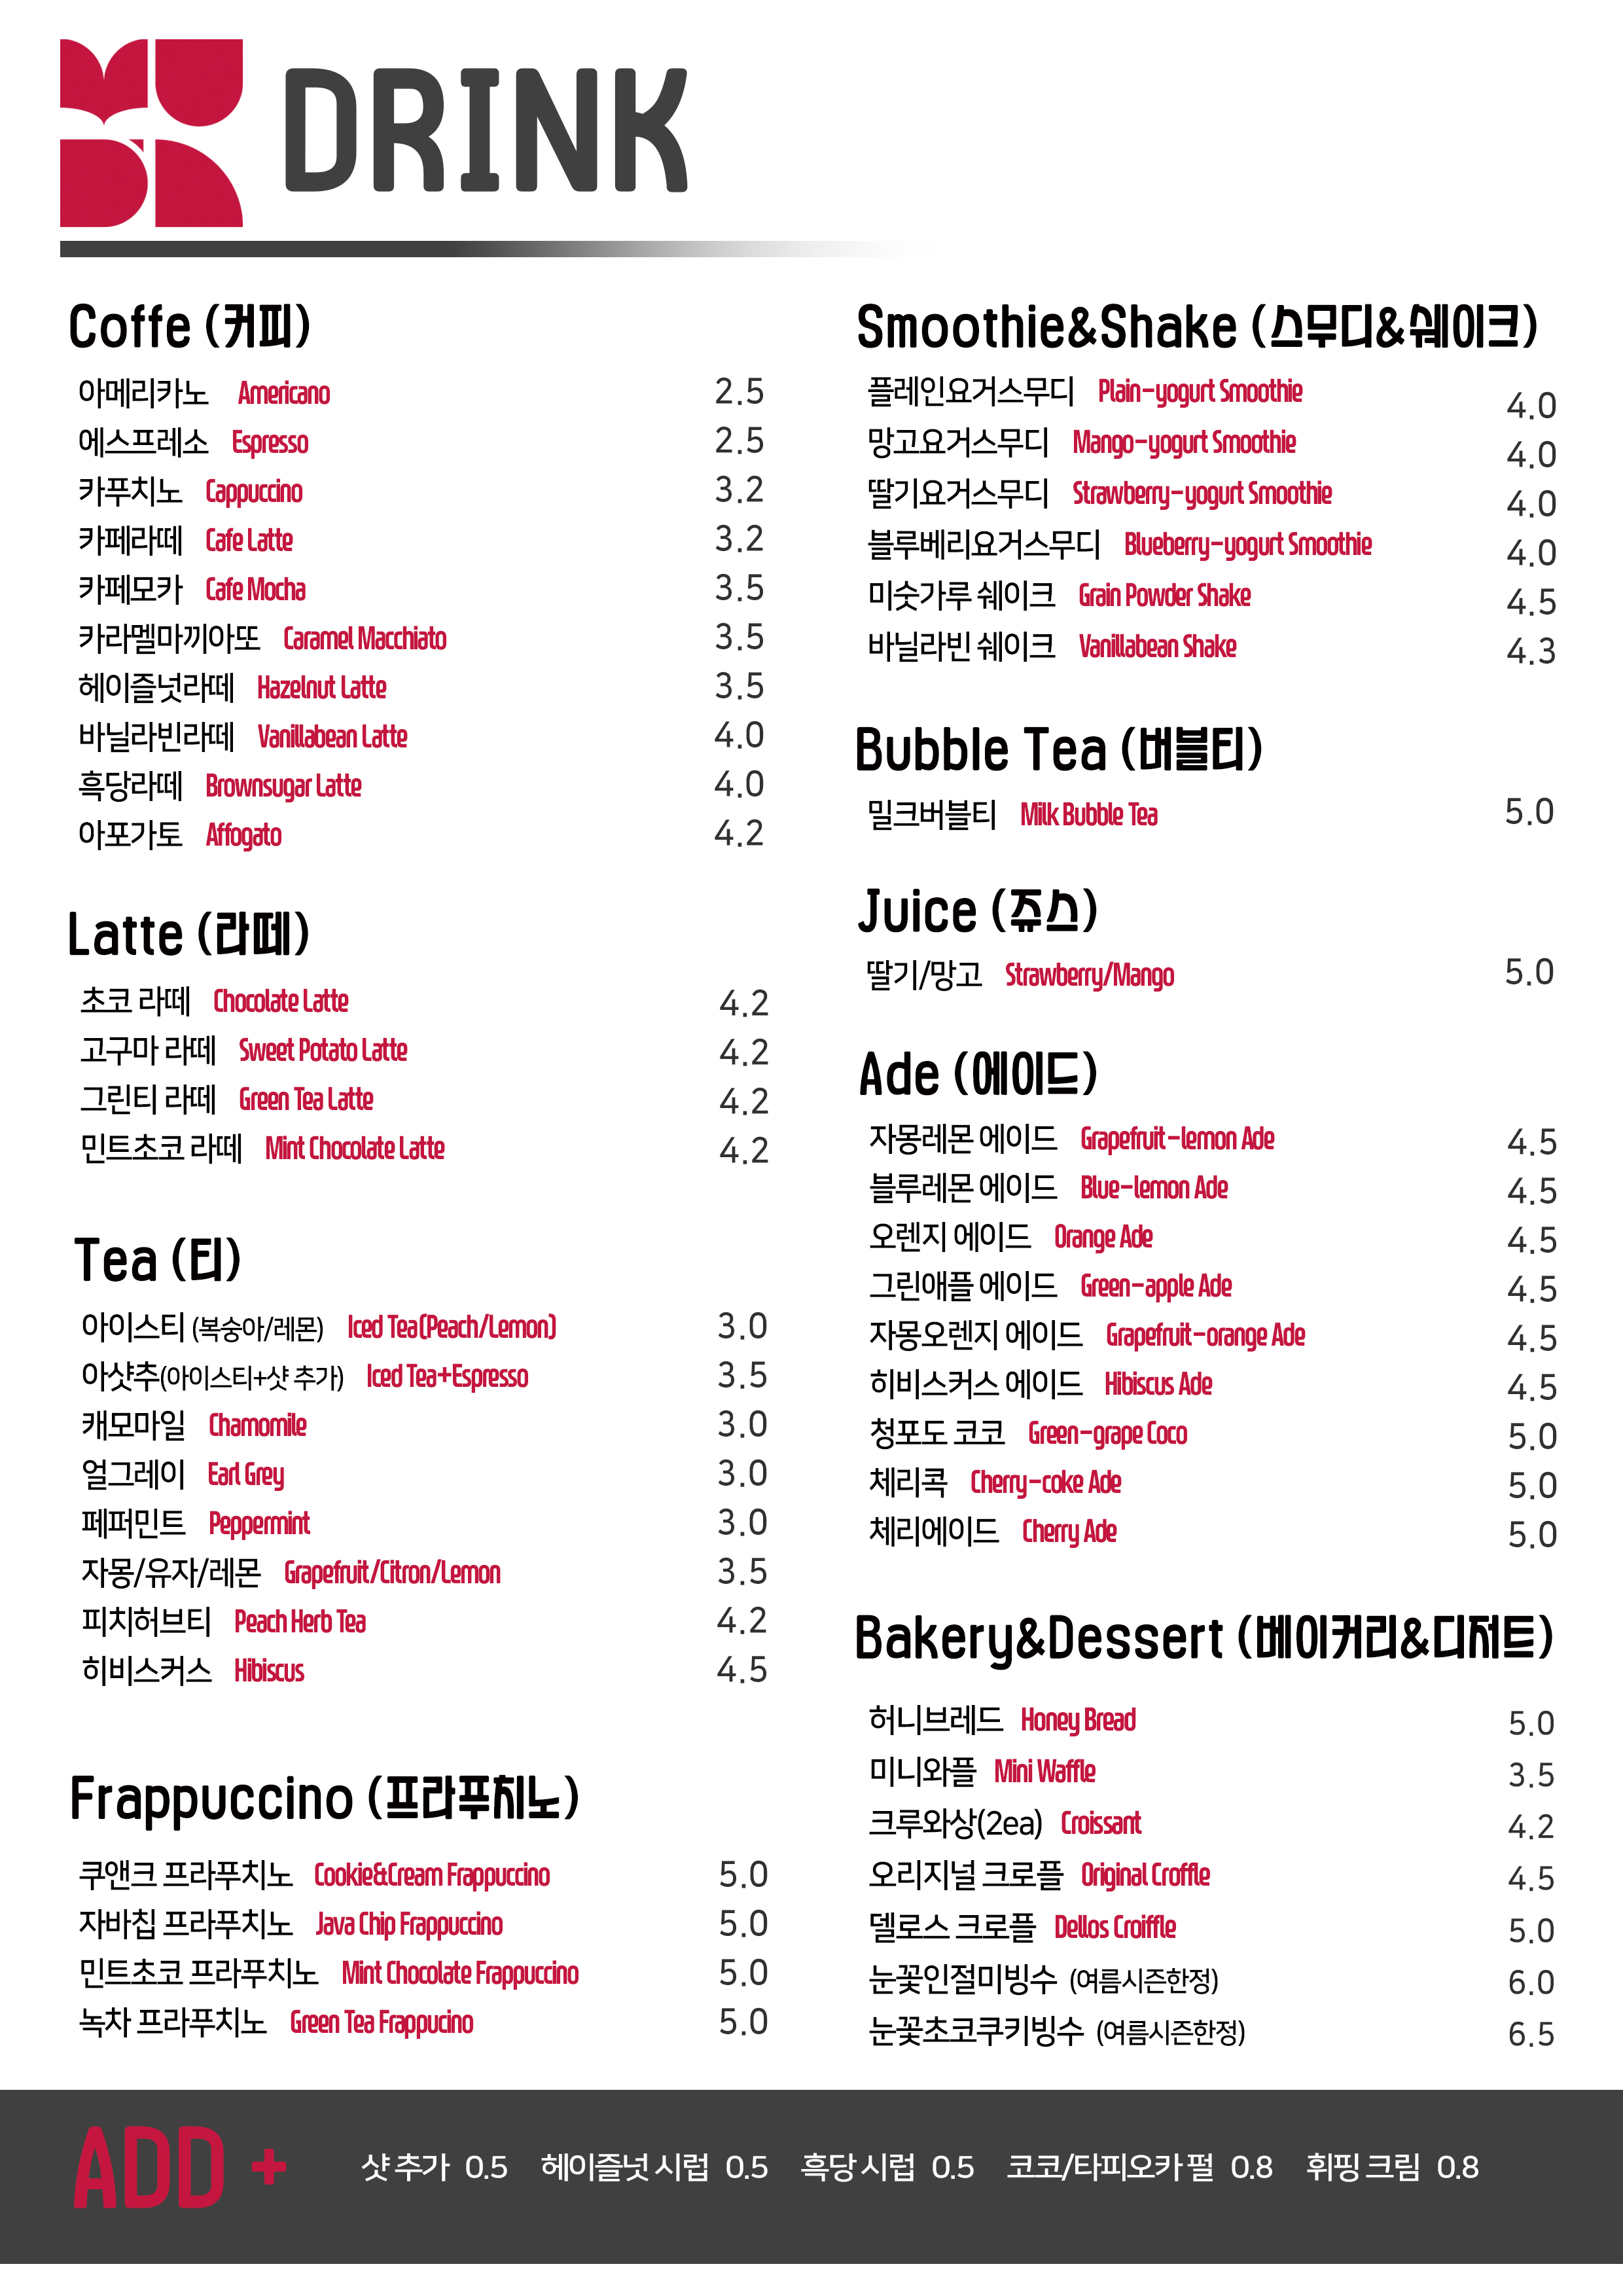 DRINK
Coffe (커피)
아메리카노 Americano 2.5
에스프레소 Espresso 2.5
카푸치노 Cappuccino 3.2
카페라떼 Cafe Latte 3.2
카페모카 Cafe Mocha 3.5
카라멜마끼아또 Caramel Macchiato 3.5
헤이즐넛라떼 Hazelnut Latte 3.5
바닐라빈라떼 Vanillabean Latte 4.0
흑당라떼 Brownsugar Latte 4.0
아포가토 Affogato 4.2
Latte (라떼)
초코 라떼 Chocolate Latte 4.2
고구마 라떼 Sweet Potato Latte 4.2
그린티 라떼 Green Tea Latte 4.2
민트초코 라떼 Mint Chocolate Latte 4.2
Tea (티)
아이스티 (복숭아/레몬) Iced Tea(Peach/Lemon) 3.0
아샷추(아이스티+샷 추가) Iced Tea+Espresso 3.5
캐모마일 Chamomile 3.0
얼그레이 Earl Grey 3.0
페퍼민트 Peppermint 3.0
자몽/유자/레몬 Grapefruit/Citron/Lemon 3.5
피치허브티 Peach Herb Tea 4.2
히비스커스 Hibiscus 4.5
Frappuccino (프라푸치노)
쿠앤크 프라푸치노 Cookie&Cream Frappuccino 5.0
자바칩 프라푸치노 Java Chip Frappuccino 5.0
민트초코 프라푸치노 Mint Chocolate Frappuccino 5.0
녹차 프라푸치노 Green Tea Frappucino 5.0
Smoothie&Shake (스무디&쉐이크)
플레인요거스무디 Plain-yogurt Smoothie 4.0
망고요거스무디 Mango-yogurt Smoothie 4.0
딸기요거스무디 Strawberry-yogurt Smoothie 4.0
블루베리요거스무디 Blueberry-yogurt Smoothie 4.0
미숫가루 쉐이크 Grain Powder Shake 4.5
바닐라빈 쉐이크 Vanillabean Shake 4.3
Bubble Tea (버블티)
밀크버블티 Milk Bubble Tea 5.0
Juice (쥬스)
딸기/망고 Strawberry/Mango 5.0
Ade (에이드)
자몽레몬 에이드 Grapefruit-lemon Ade 4.5
블루레몬 에이드 Blue-lemon Ade 4.5
오렌지 에이드 Orange Ade 4.5
그린애플 에이드 Green-apple Ade 4.5
자몽오렌지 에이드 Grapefruit-orange Ade 4.5
히비스커스 에이드 Hibiscus Ade 4.5
청포도 코코 Green-grape Coco 5.0
체리콕 Cherry-coke Ade 5.0
체리에이드 Cherry Ade 5.0
Bakery&Dessert (베이커리&디저트)
허니브레드 Honey Bread 5.0
미니와플 Mini Waffle 3.5
크루와상(2ea) Croissant 4.2
오리지널 크로플 Original Croffle 4.5
델로스 크로플 Dellos Croiffle 5.0
눈꽃인절미빙수 (여름시즌한정) 6.0
눈꽃초코쿠키빙수 (여름시즌한정) 6.5
ADD + 샷 추가 0.5 헤이즐넛 시럽 0.5 흑당 시럽 0.5 코코/타피오카 펄 0.8 휘핑 크림 0.8